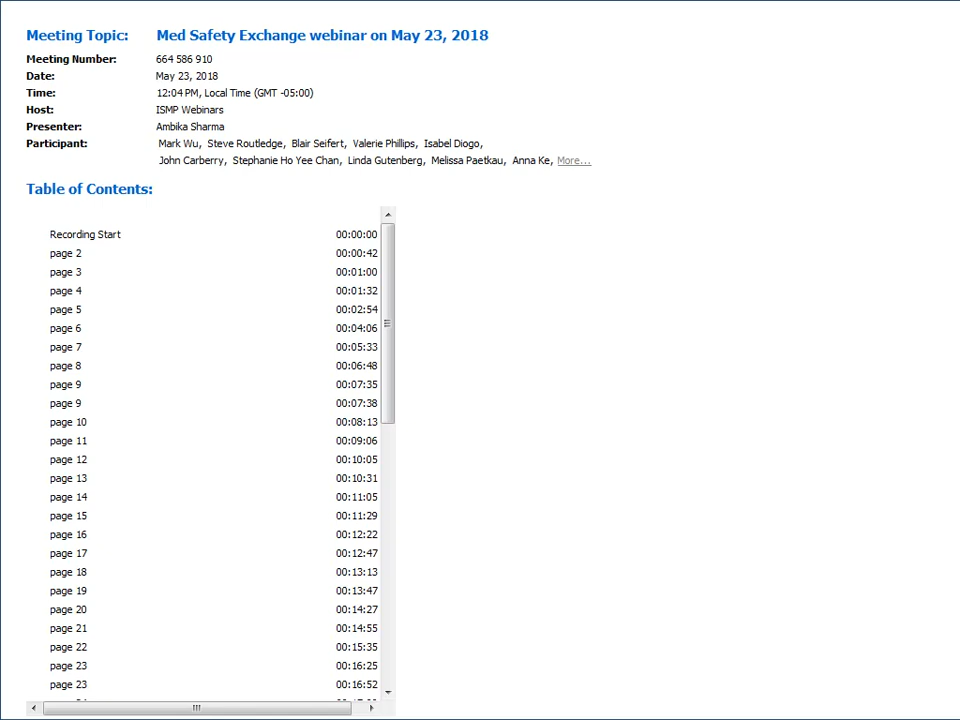 Meeting Topic: Med Safety Exchange webinar on May 23, 2018
Meeting Number: 664 586 910
Date: May 23, 2018
Time: 12:04 PM, Local Time (GMT -05:00)
Host: ISMP Webinars
Presenter: Ambika Sharma
Participant: Mark Wu, Steve Routledge, Blair Seifert, Valerie Phillips, Isabel Diogo,
John Carberry, Stephanie Ho Yee Chan, Linda Gutenberg, Melissa Paetkau, Anna Ke, More...
Table of Contents:
Recording Start 00:00:00
page 2 00:00:42
page 3 00:01:00
page 4 00:01:32
page 5 00:02:54
page 6 00:04:06
page 7 00:05:33
page 8 00:06:48
page 9 00:07:35
page 9 00:07:38
page 10 00:08:13
page 11 00:09:06
page 12 00:10:05
page 13 00:10:31
page 14 00:11:05
page 15 00:11:29
page 16 00:12:22
page 17 00:12:47
page 18 00:13:13
page 19 00:13:47
page 20 00:14:27
page 21 00:14:55
page 22 00:15:35
page 23 00:16:25
page 23 00:16:52